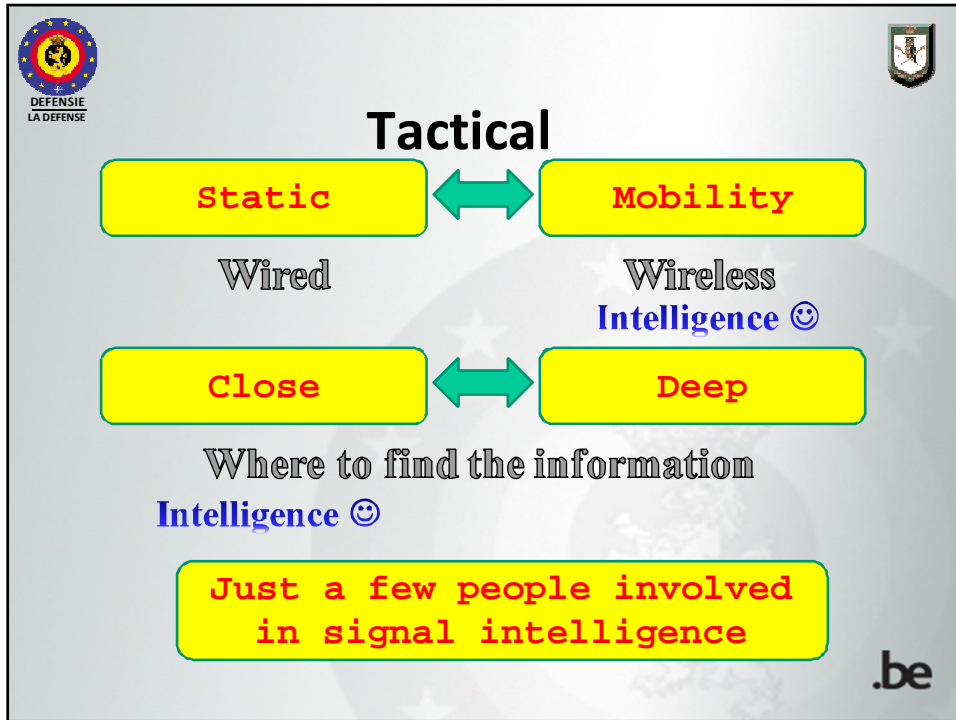 DEFENSIE
LA DEFENSE
Tactical
Static Mobility
Wired Wireless
Intelligence ☺
Close Deep
Where to find the information
Intelligence ☺
Just a few people involved
in signal intelligence
.be